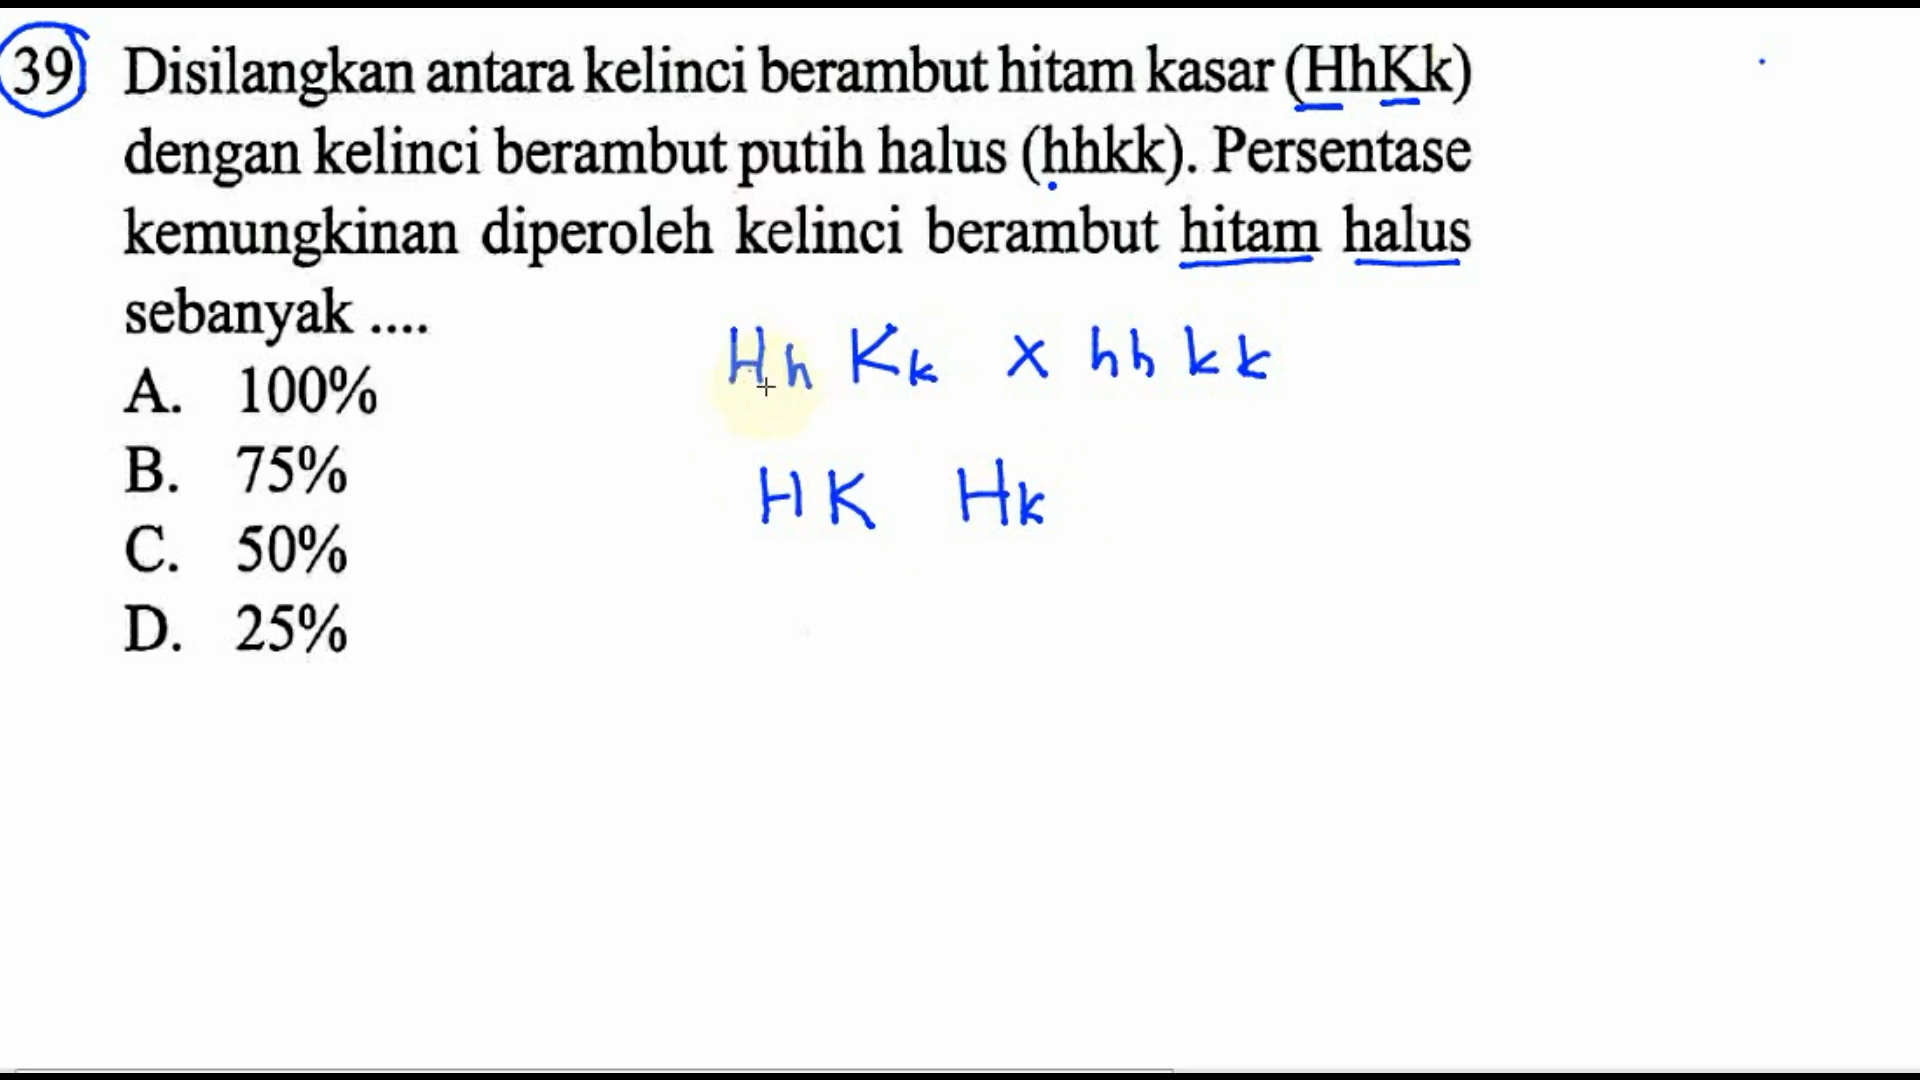 39 Disilangkan antara kelinci berambut hitam kasar (HhKk)
dengan kelinci berambut putih halus (hhkk). Persentase
kemungkinan diperoleh kelinci berambut hitam halus
sebanyak ....
A. 100%
B. 75%
C. 50%
D. 25%
Hh Kk x hh kk
HK Hk